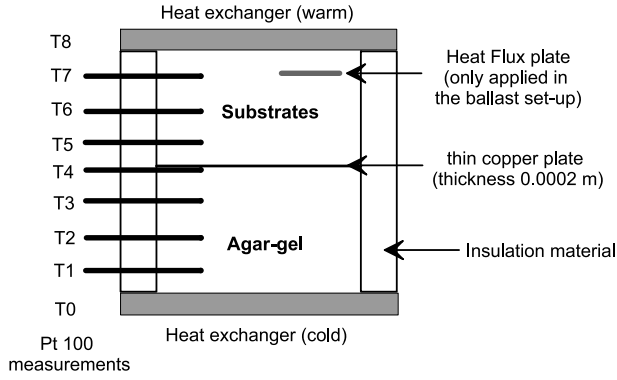 Heat exchanger (warm)
T8
T7
T6
T5
T4
T3
T2
T1
T0
Substrates
Agar-gel
Heat Flux plate
(only applied in
the ballast set-up)
thin copper plate
(thickness 0.0002 m)
Insulation material
Heat exchanger (cold)
Pt 100
measurements